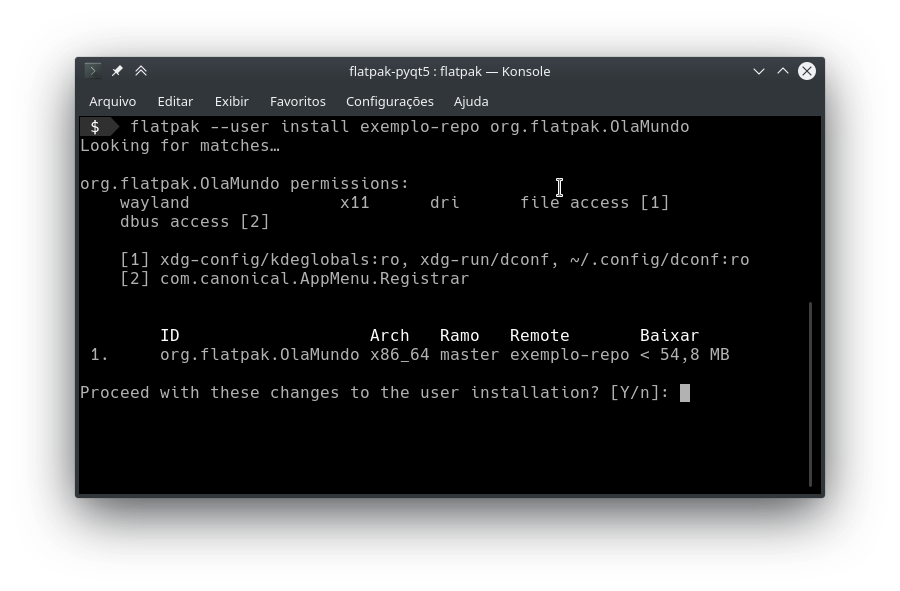 flatpak-pyqt5 : flatpak — Konsole
Arquivo Editar Exibir Favoritos Configurações Ajuda
$ flatpak --user install exemplo-repo org.flatpak.OlaMundo
Looking for matches…
org.flatpak.OlaMundo permissions:
wayland x11 dri file access [1]
dbus access [2]
[1] xdg-config/kdeglobals:ro, xdg-run/dconf, ~/.config/dconf:ro
[2] com.canonical.AppMenu.Registrar
ID Arch Ramo Remote Baixar
1. org.flatpak.OlaMundo x86_64 master exemplo-repo < 54,8 MB
Proceed with these changes to the user installation? [Y/n]: